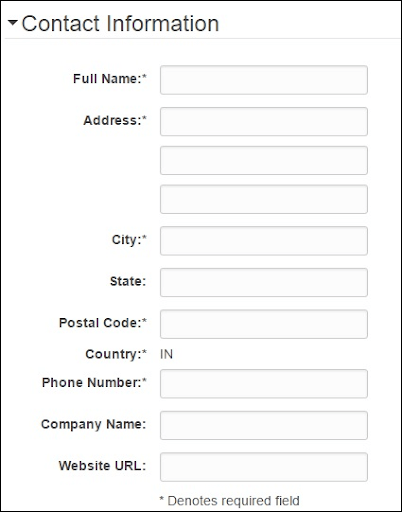 Contact Information
Full Name:*
Address:*
City:*
State:
Postal Code:*
Country:* IN
Phone Number:*
Company Name:
Website URL:
* Denotes required field